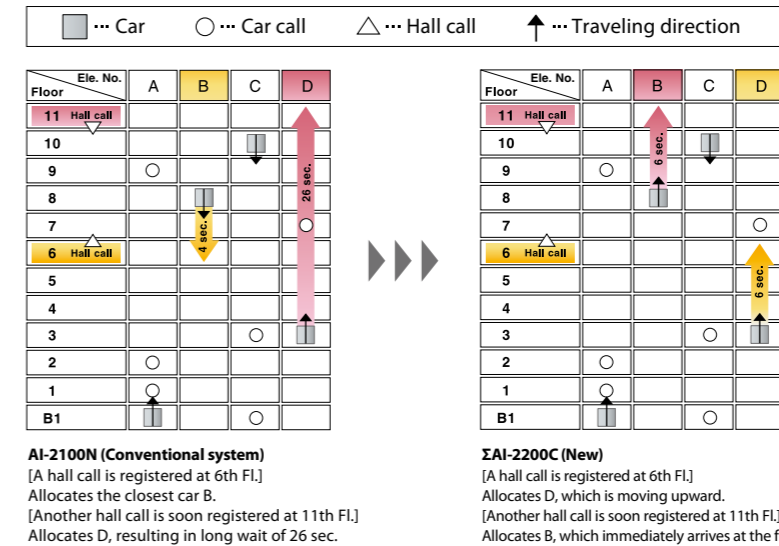 Car
Car call
Hall call
Traveling direction
Ele. No.
Floor
A B C D
11 Hall call
10
9
8
7
6 Hall call
5
4
3
2
1
B1
4 sec.
26 sec.
AI-2100N (Conventional system)
[A hall call is registered at 6th Fl.]
Allocates the closest car B.
[Another hall call is soon registered at 11th Fl.]
Allocates D, resulting in long wait of 26 sec.
Ele. No.
Floor
A B C D
11 Hall call
10
9
8
7
6 Hall call
5
4
3
2
1
B1
6 sec.
6 sec.
ΣAI-2200C (New)
[A hall call is registered at 6th Fl.]
Allocates D, which is moving upward.
[Another hall call is soon registered at 11th Fl.]
Allocates B, which immediately arrives at the f